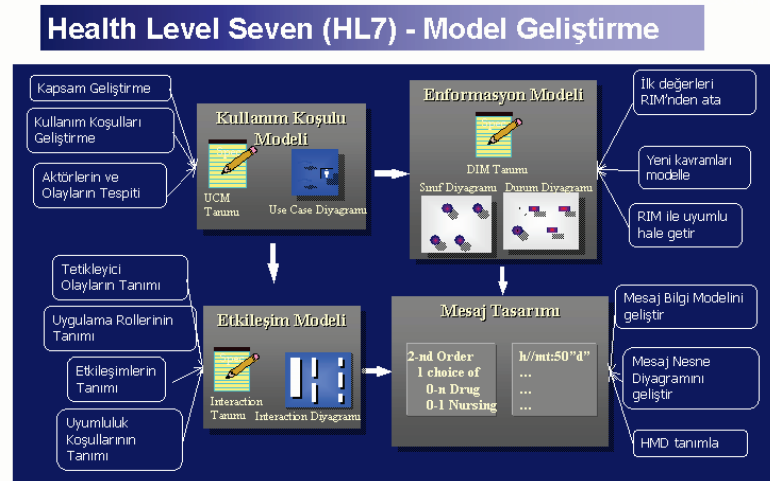 Health Level Seven (HL7) - Model Geliştirme
Kapsam Geliştirme
Kullanım Koşulları
Geliştirme
Aktörlerin ve
Olayların Tespiti
Kullanım Koşulu
Modeli
UCM
Tanımı
Use Case Diyagramı
Enformasyon Modeli
DIM Tanımı
Sınıf Diyagramı
Durum Diyagramı
İlk değerleri
RIM'nden ata
Yeni kavramları
modelle
RIM ile uyumlu
hale getir
Tetikleyici
Olayların Tanımı
Uygulama Rollerinin
Tanımı
Etkileşimlerin
Tanımı
Uyumluluk
Koşullarının
Tanımı
Etkileşim Modeli
Interaction
Tanımı
Interaction Diyagramı
Mesaj Tasarımı
2-nd Order
1 choice of
0-n Drug
0-1 Nursing
h//mt:50"d"
...
...
...
Mesaj Bilgi Modelini
geliştir
Mesaj Nesne
Diyagramını
geliştir
HMD tanımla